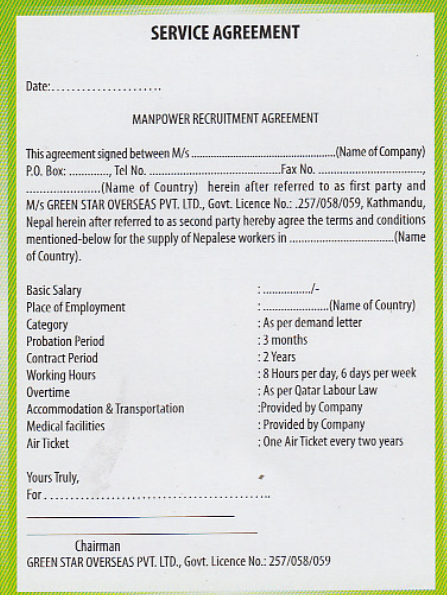 SERVICE AGREEMENT
Date:......................
MANPOWER RECRUITMENT AGREEMENT
This agreement signed between M/s ....................................................(Name of Company)
P.O. Box: .............., Tel No. ................................................Fax No. ......................................,
..........................(Name of Country) herein after referred to as first party and
M/s GREEN STAR OVERSEAS PVT. LTD., Govt. Licence No.: .257/058/059, Kathmandu,
Nepal herein after referred to as second party hereby agree the terms and conditions
mentioned-below for the supply of Nepalese workers in ......................................(Name
of Country).
Basic Salary : ................./-
Place of Employment : ........................(Name of Country)
Category : As per demand letter
Probation Period : 3 months
Contract Period : 2 Years
Working Hours : 8 Hours per day, 6 days per week
Overtime : As per Qatar Labour Law
Accommodation & Transportation :Provided by Company
Medical facilities : Provided by Company
Air Ticket : One Air Ticket every two years
Yours Truly,
For ............................................
Chairman
GREEN STAR OVERSEAS PVT. LTD., Govt. Licence No.: 257/058/059